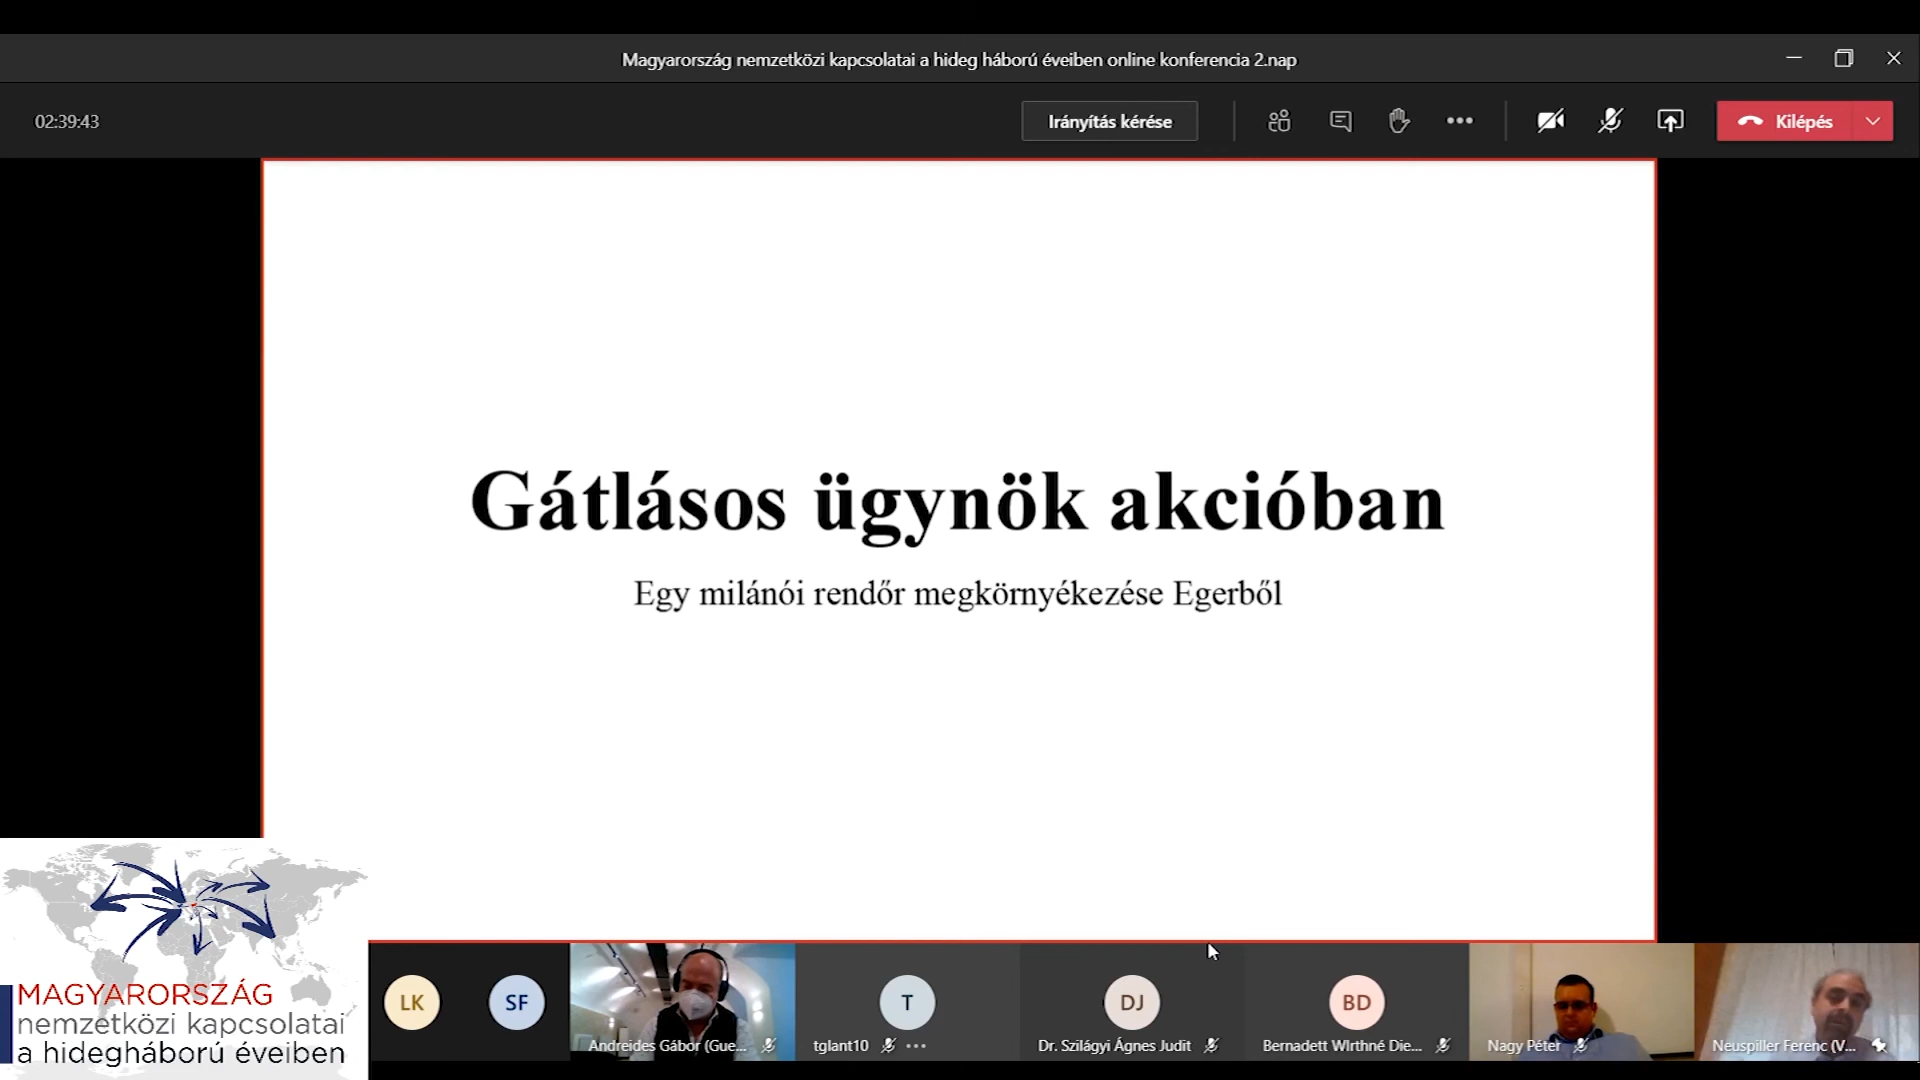 Magyarország nemzetközi kapcsolatai a hideg háború éveiben online konferencia 2.nap
02:39:43
Irányítás kérése
Kilépés
Gátlásos ügynök akcióban
Egy milánói rendőr megkörnyékezése Egerből
MAGYARORSZÁG
nemzetközi kapcsolatai
a hidegháború éveiben
LK
SF
T
DJ
BD
Andreides Gábor (Gue...
tglant10
Dr. Szilágyi Ágnes Judit
Bernadett WIrthné Die...
Nagy Péter
Neuspiller Ferenc (V...